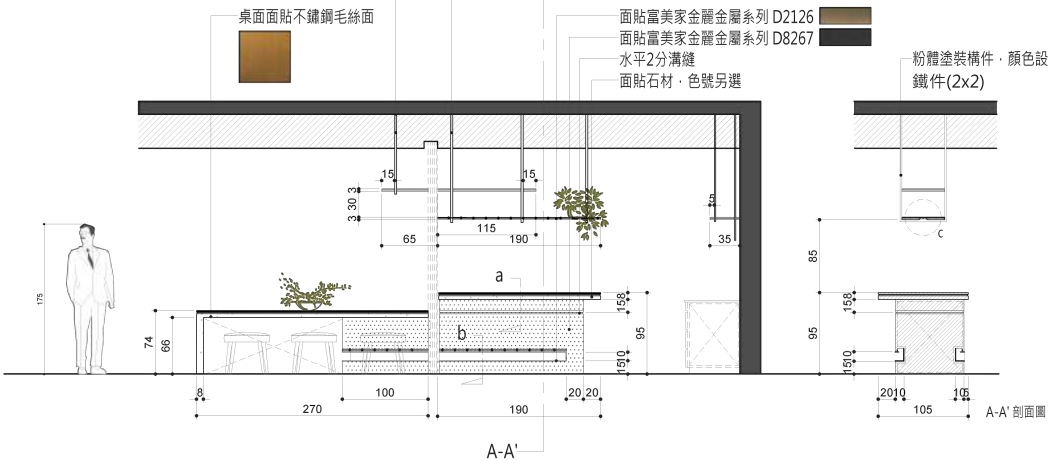 桌面面貼不鏽鋼毛絲面
面貼富美家金麗金屬系列 D2126
面貼富美家金麗金屬系列 D8267
水平2分溝縫
面貼石材，色號另選
粉體塗裝構件，顏色設
鐵件(2x2)
15
15
3
30
3
115
65
190
5
35
c
85
175
a
b
158
95
158
95
74
66
1510
1510
8
100
20
20
270
190
2010
105
105
A-A' 剖面圖
A-A'